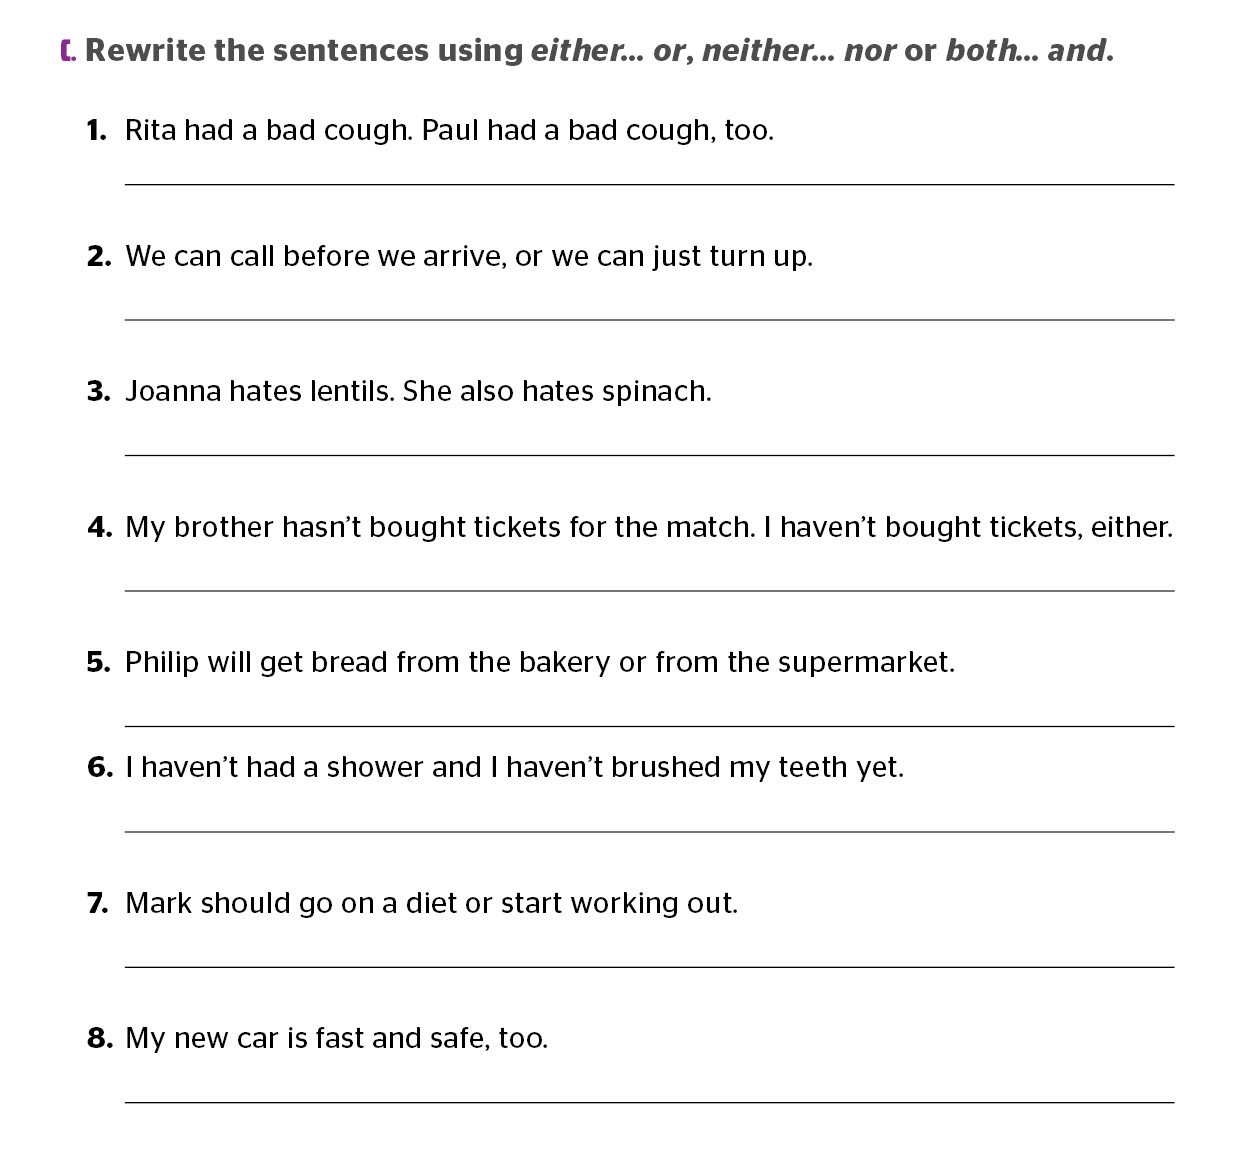 C. Rewrite the sentences using either... or, neither... nor or both... and.
1. Rita had a bad cough. Paul had a bad cough, too.
2. We can call before we arrive, or we can just turn up.
3. Joanna hates lentils. She also hates spinach.
4. My brother hasn’t bought tickets for the match. I haven’t bought tickets, either.
5. Philip will get bread from the bakery or from the supermarket.
6. I haven’t had a shower and I haven’t brushed my teeth yet.
7. Mark should go on a diet or start working out.
8. My new car is fast and safe, too.